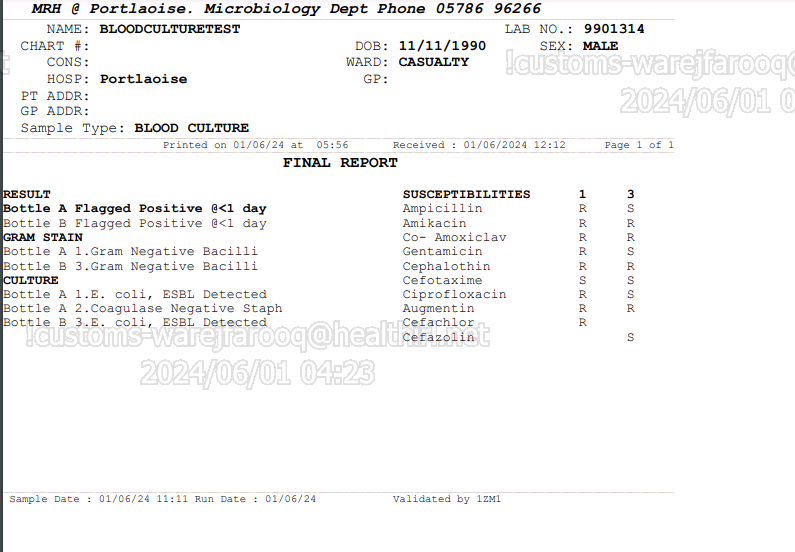 MRH @ Portlaoise. Microbiology Dept Phone 05786 96266
NAME: BLOODCULTURETEST LAB NO.: 9901314
CHART #: DOB: 11/11/1990 SEX: MALE
CONS: WARD: CASUALTY
HOSP: Portlaoise GP:
PT ADDR:
GP ADDR:
Sample Type: BLOOD CULTURE
!customs-warejfarooq@
2024/06/01 0
Printed on 01/06/24 at 05:56 Received : 01/06/2024 12:12 Page 1 of 1
FINAL REPORT
RESULT SUSCEPTIBILITIES 1 3
Bottle A Flagged Positive @<1 day Ampicillin R S
Bottle B Flagged Positive @<1 day Amikacin R R
GRAM STAIN Co- Amoxiclav R R
Bottle A 1.Gram Negative Bacilli Gentamicin R S
Bottle B 3.Gram Negative Bacilli Cephalothin R R
CULTURE Cefotaxime S S
Bottle A 1.E. coli, ESBL Detected Ciprofloxacin R S
Bottle A 2.Coagulase Negative Staph Augmentin R R
Bottle B 3.E. coli, ESBL Detected Cefachlor R
Cefazolin S
2024/06/01 04:23
Sample Date : 01/06/24 11:11 Run Date : 01/06/24 Validated by 1ZM1